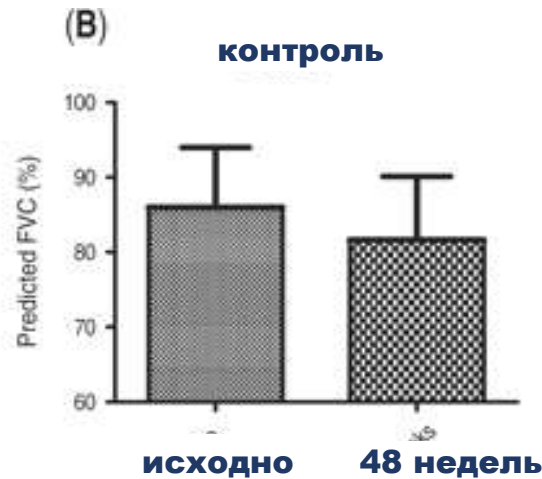 (B)
контроль
100
90
80
70
60
Predicted FVC (%)
исходно 48 недель